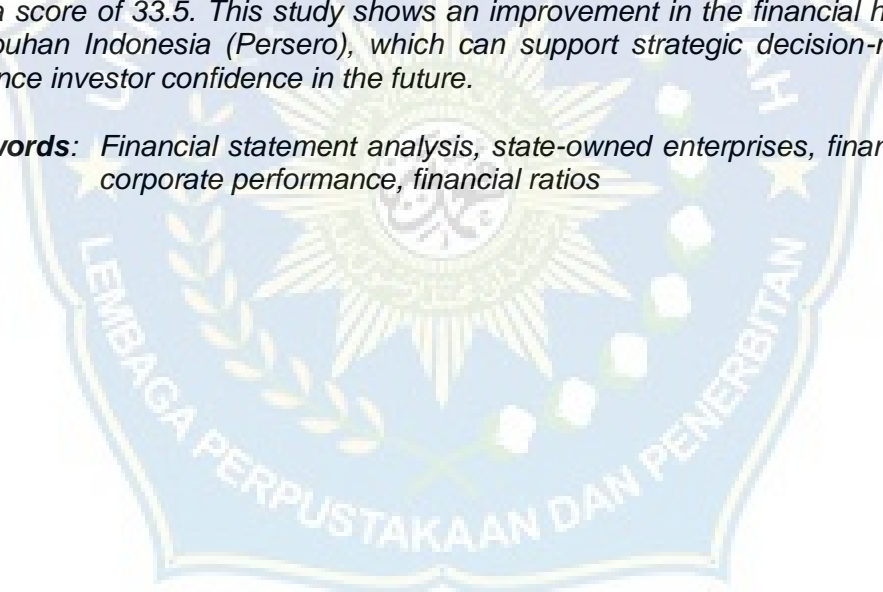 a score of 33.5. This study shows an improvement in the financial h
buhan Indonesia (Persero), which can support strategic decision-
nce investor confidence in the future.
words: Financial statement analysis, state-owned enterprises, finan
corporate performance, financial ratios
LEMBAGA PERPUSTAKAAN DAN PENERBITAN